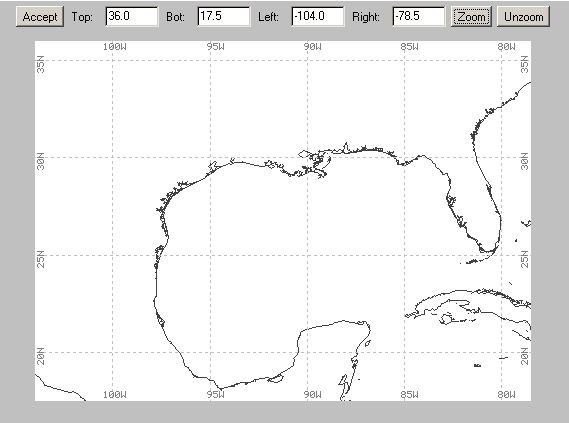 Accept Top: 36.0 Bot: 17.5 Left: -104.0 Right: -78.5 Zoom Unzoom
100W 95W 90W 85W 80W
35N 35N
30N 30N
25N 25N
20N 20N
100W 95W 90W 85W 80W